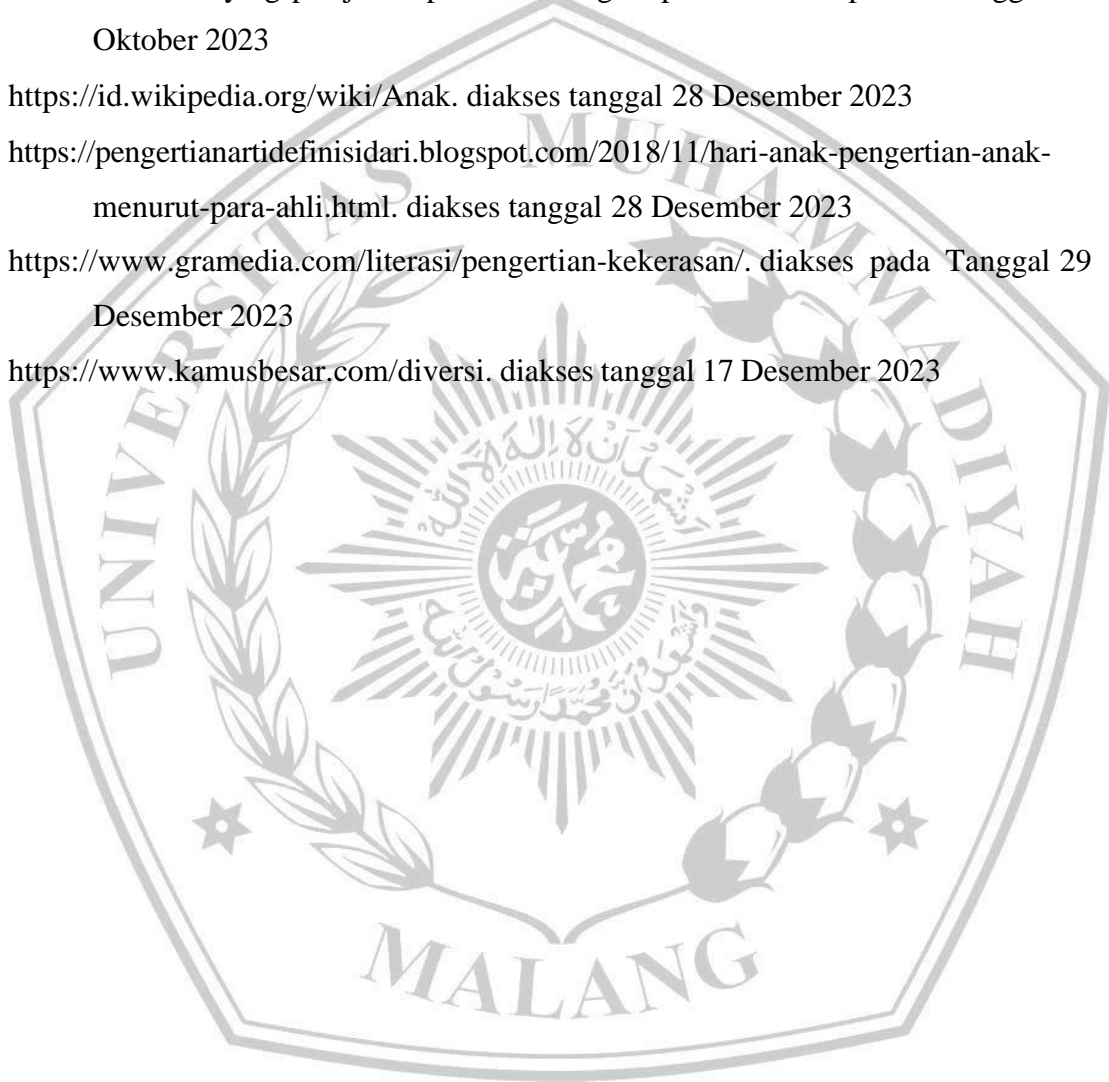 Oktober 2023
https://id.wikipedia.org/wiki/Anak. diakses tanggal 28 Desember 2023
https://pengertianartidefinisidari.blogspot.com/2018/11/hari-anak-pengertian-anak-
menurut-para-ahli.html. diakses tanggal 28 Desember 2023
https://www.gramedia.com/literasi/pengertian-kekerasan/. diakses pada Tanggal 29
Desember 2023
https://www.kamusbesar.com/diversi. diakses tanggal 17 Desember 2023
UNIVERSITAS MUHAMMADIYAH
MALANG